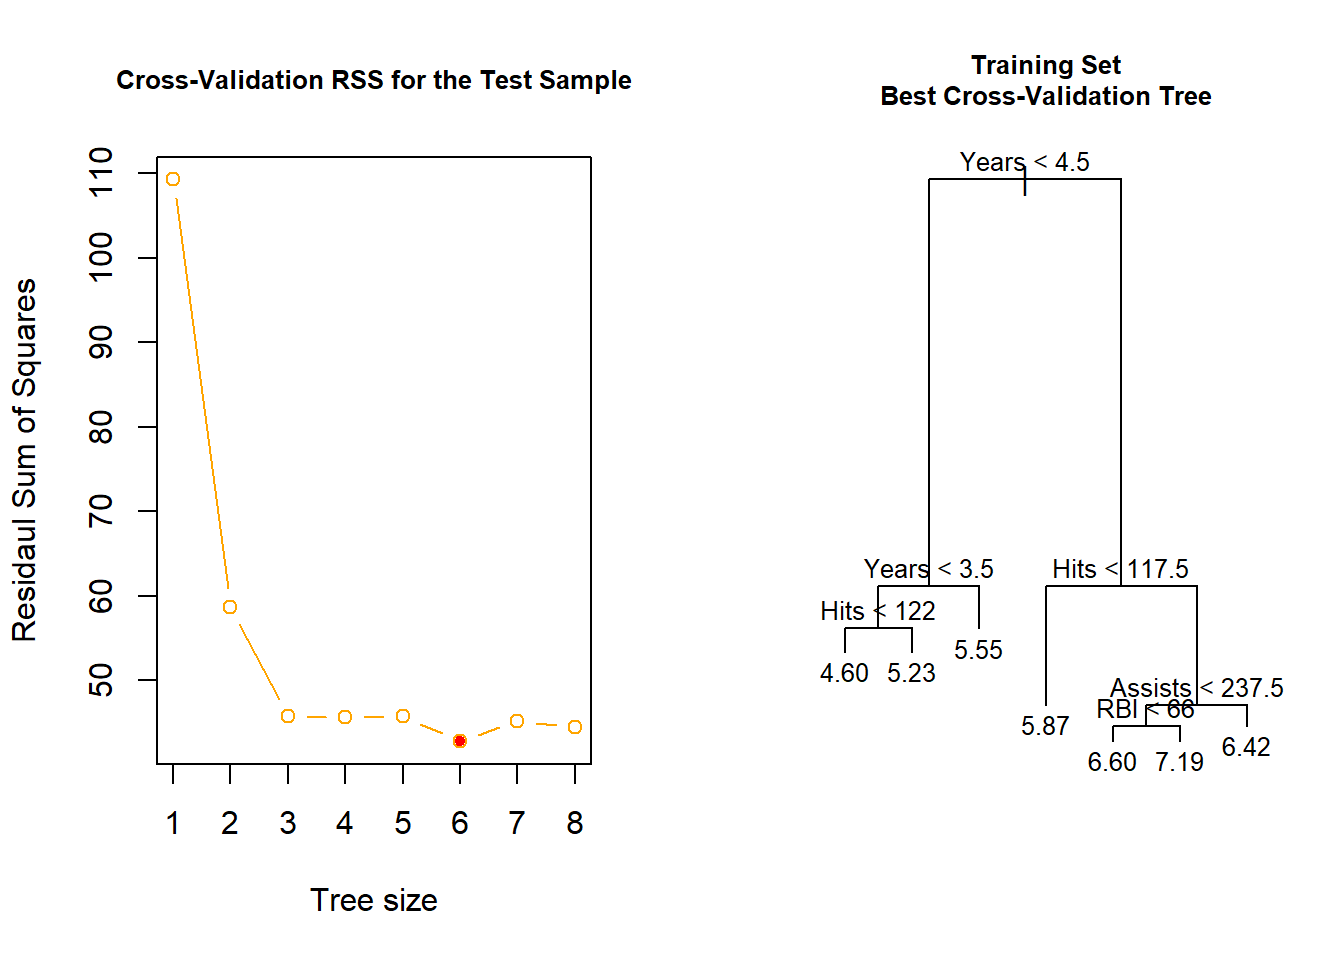 Cross-Validation RSS for the Test Sample
Residaul Sum of Squares
110
100
90
80
70
60
50
1 2 3 4 5 6 7 8
Tree size
Training Set
Best Cross-Validation Tree
Years < 4.5
Years < 3.5
Hits < 117.5
Hits < 122
4.60 5.23
5.55
Assists < 237.5
RBI < 66
5.87
6.60 7.19
6.42